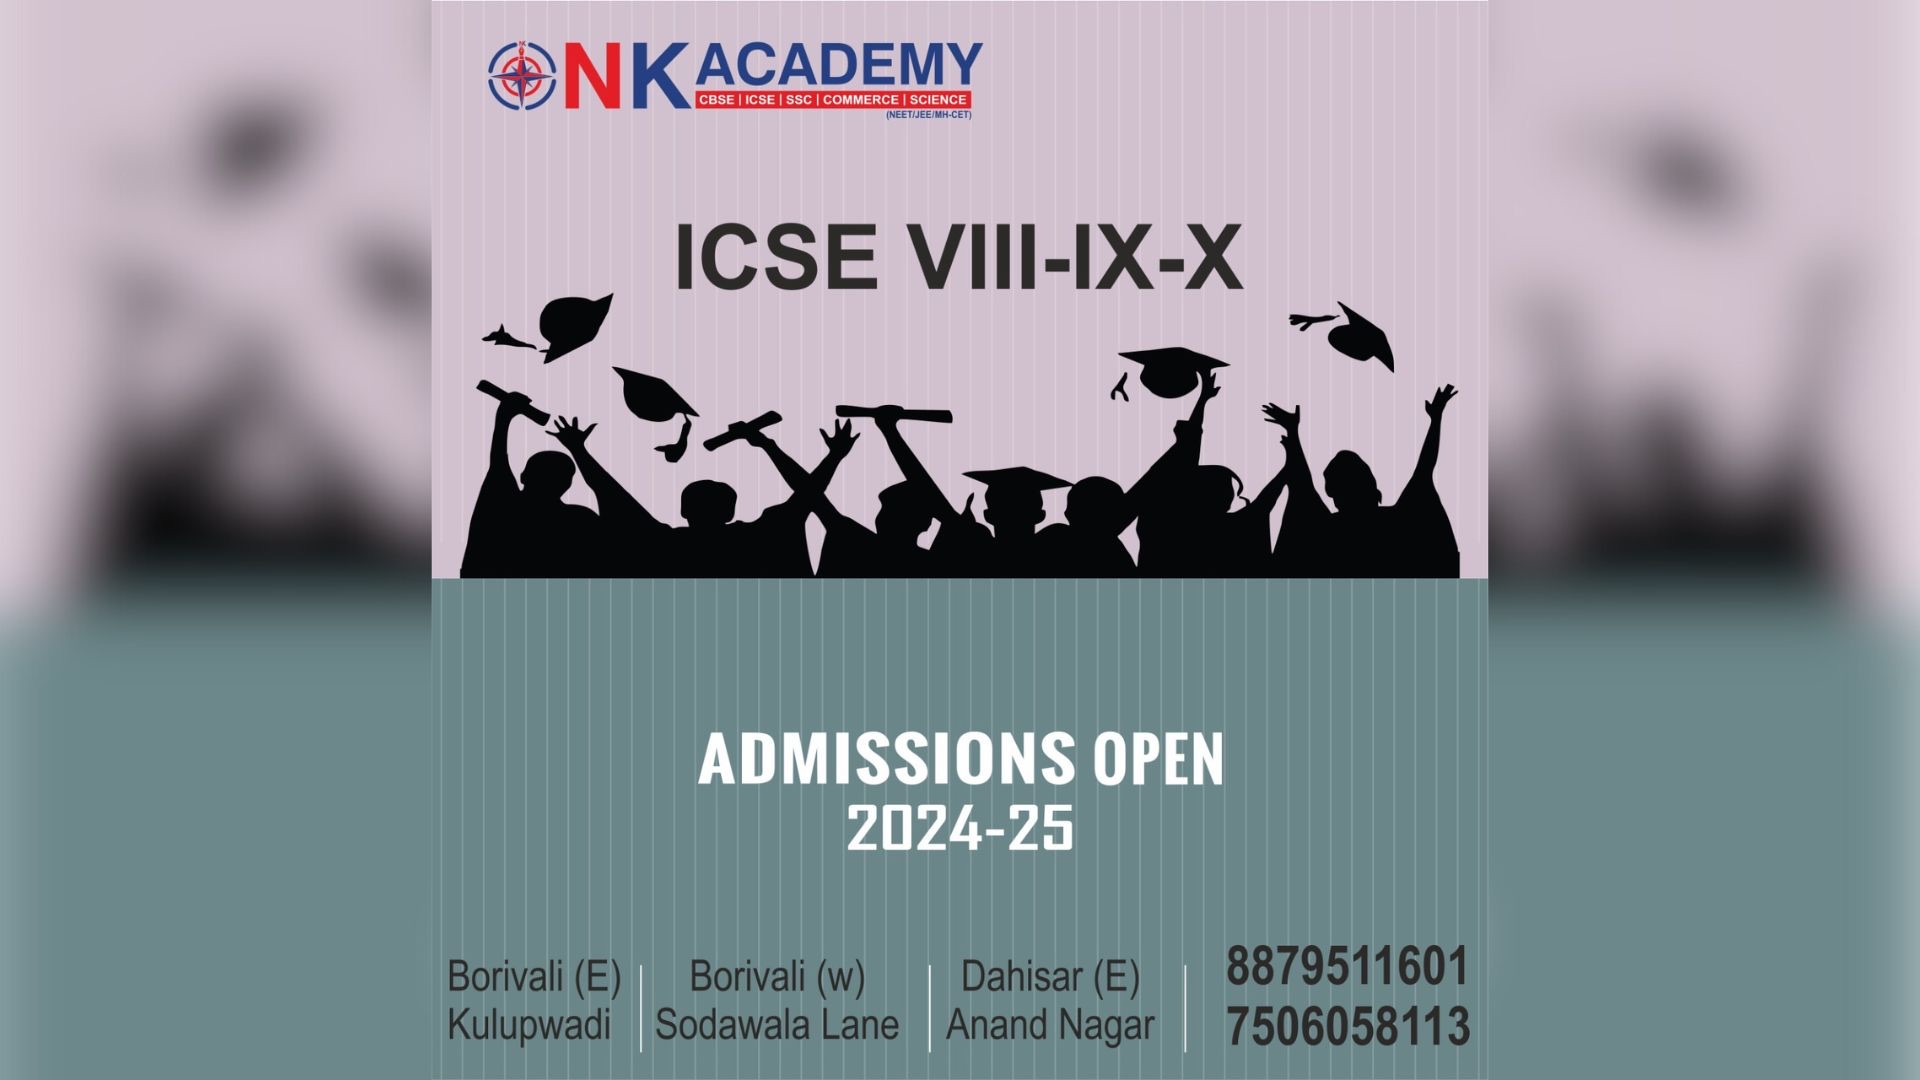 NK ACADEMY
CBSE | ICSE | SSC | COMMERCE | SCIENCE
(NEET/JEE/MH-CET)
ICSE VIII-IX-X
ADMISSIONS OPEN
2024-25
Borivali (E)
Kulupwadi
Borivali (w)
Sodawala Lane
Dahisar (E)
Anand Nagar
8879511601
7506058113